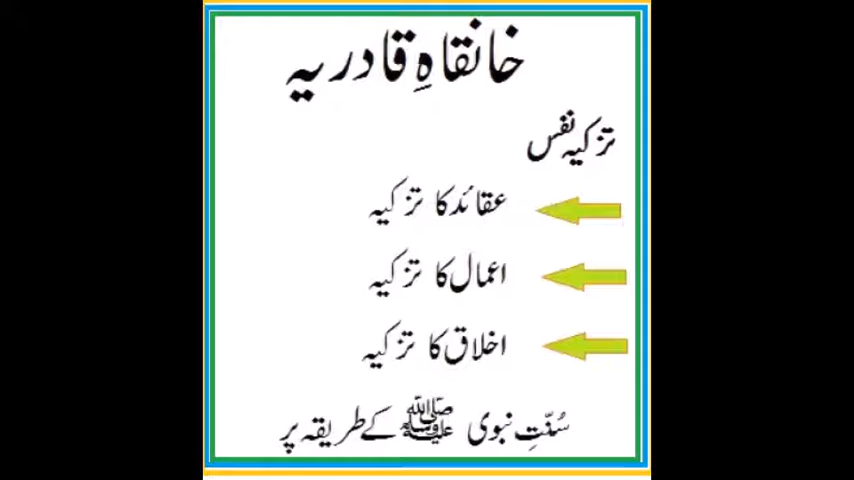 خانقاہِ قادریہ
تزکیہ نفس
عقائد کا تزکیہ
اعمال کا تزکیہ
اخلاق کا تزکیہ
سُنّتِ نبوی ﷺ کے طریقہ پر